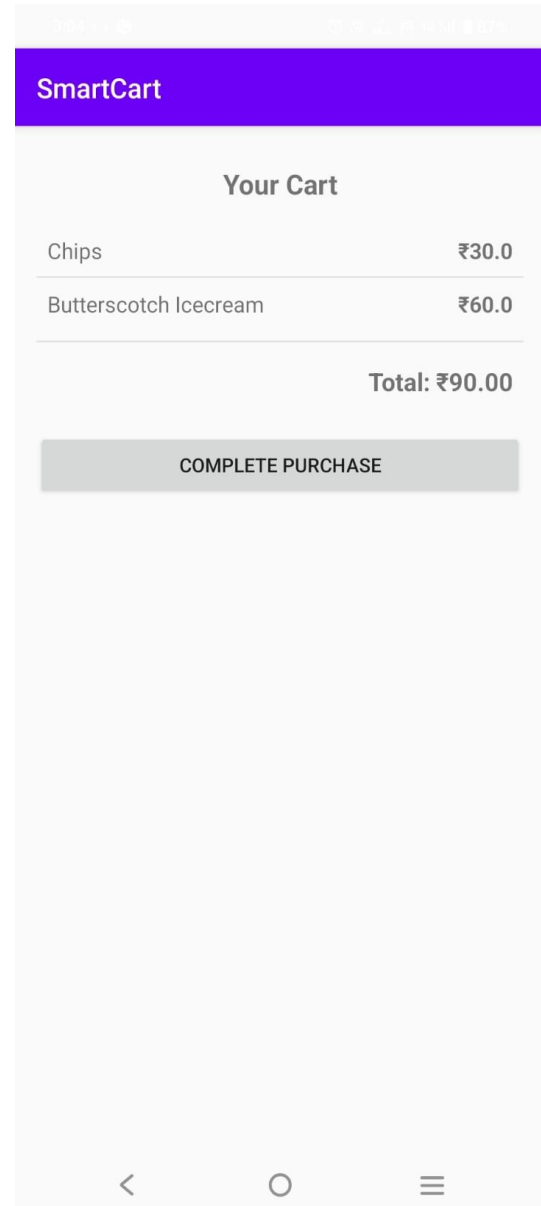 SmartCart
Your Cart
Chips ₹30.0
Butterscotch Icecream ₹60.0
Total: ₹90.00
COMPLETE PURCHASE